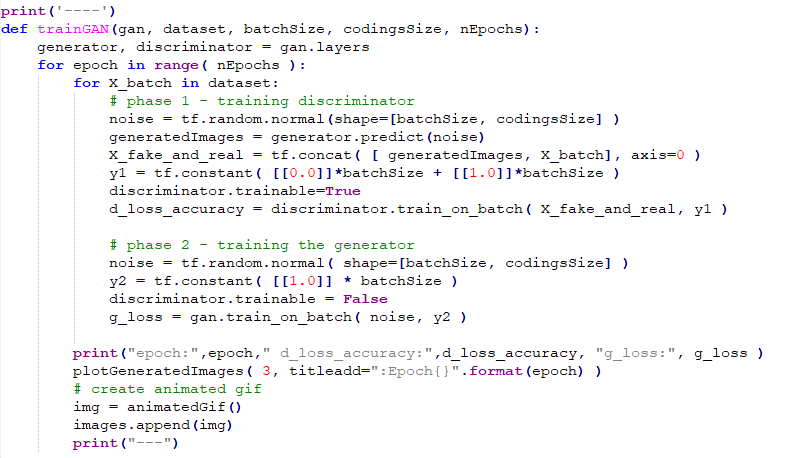 print('----')
def trainGAN(gan, dataset, batchSize, codingsSize, nEpochs):
    generator, discriminator = gan.layers
    for epoch in range( nEpochs ):
        for X_batch in dataset:
            # phase 1 - training discriminator
            noise = tf.random.normal(shape=[batchSize, codingsSize] )
            generatedImages = generator.predict(noise)
            X_fake_and_real = tf.concat( [ generatedImages, X_batch], axis=0 )
            y1 = tf.constant( [[0.0]]*batchSize + [[1.0]]*batchSize )
            discriminator.trainable=True
            d_loss_accuracy = discriminator.train_on_batch( X_fake_and_real, y1 )

            # phase 2 - training the generator
            noise = tf.random.normal( shape=[batchSize, codingsSize] )
            y2 = tf.constant( [[1.0]] * batchSize )
            discriminator.trainable = False
            g_loss = gan.train_on_batch( noise, y2 )

        print("epoch:",epoch," d_loss_accuracy:",d_loss_accuracy, "g_loss:", g_loss )
        plotGeneratedImages( 3, titleadd=":Epoch{}".format(epoch) )
        # create animated gif
        img = animatedGif()
        images.append(img)
        print("---")